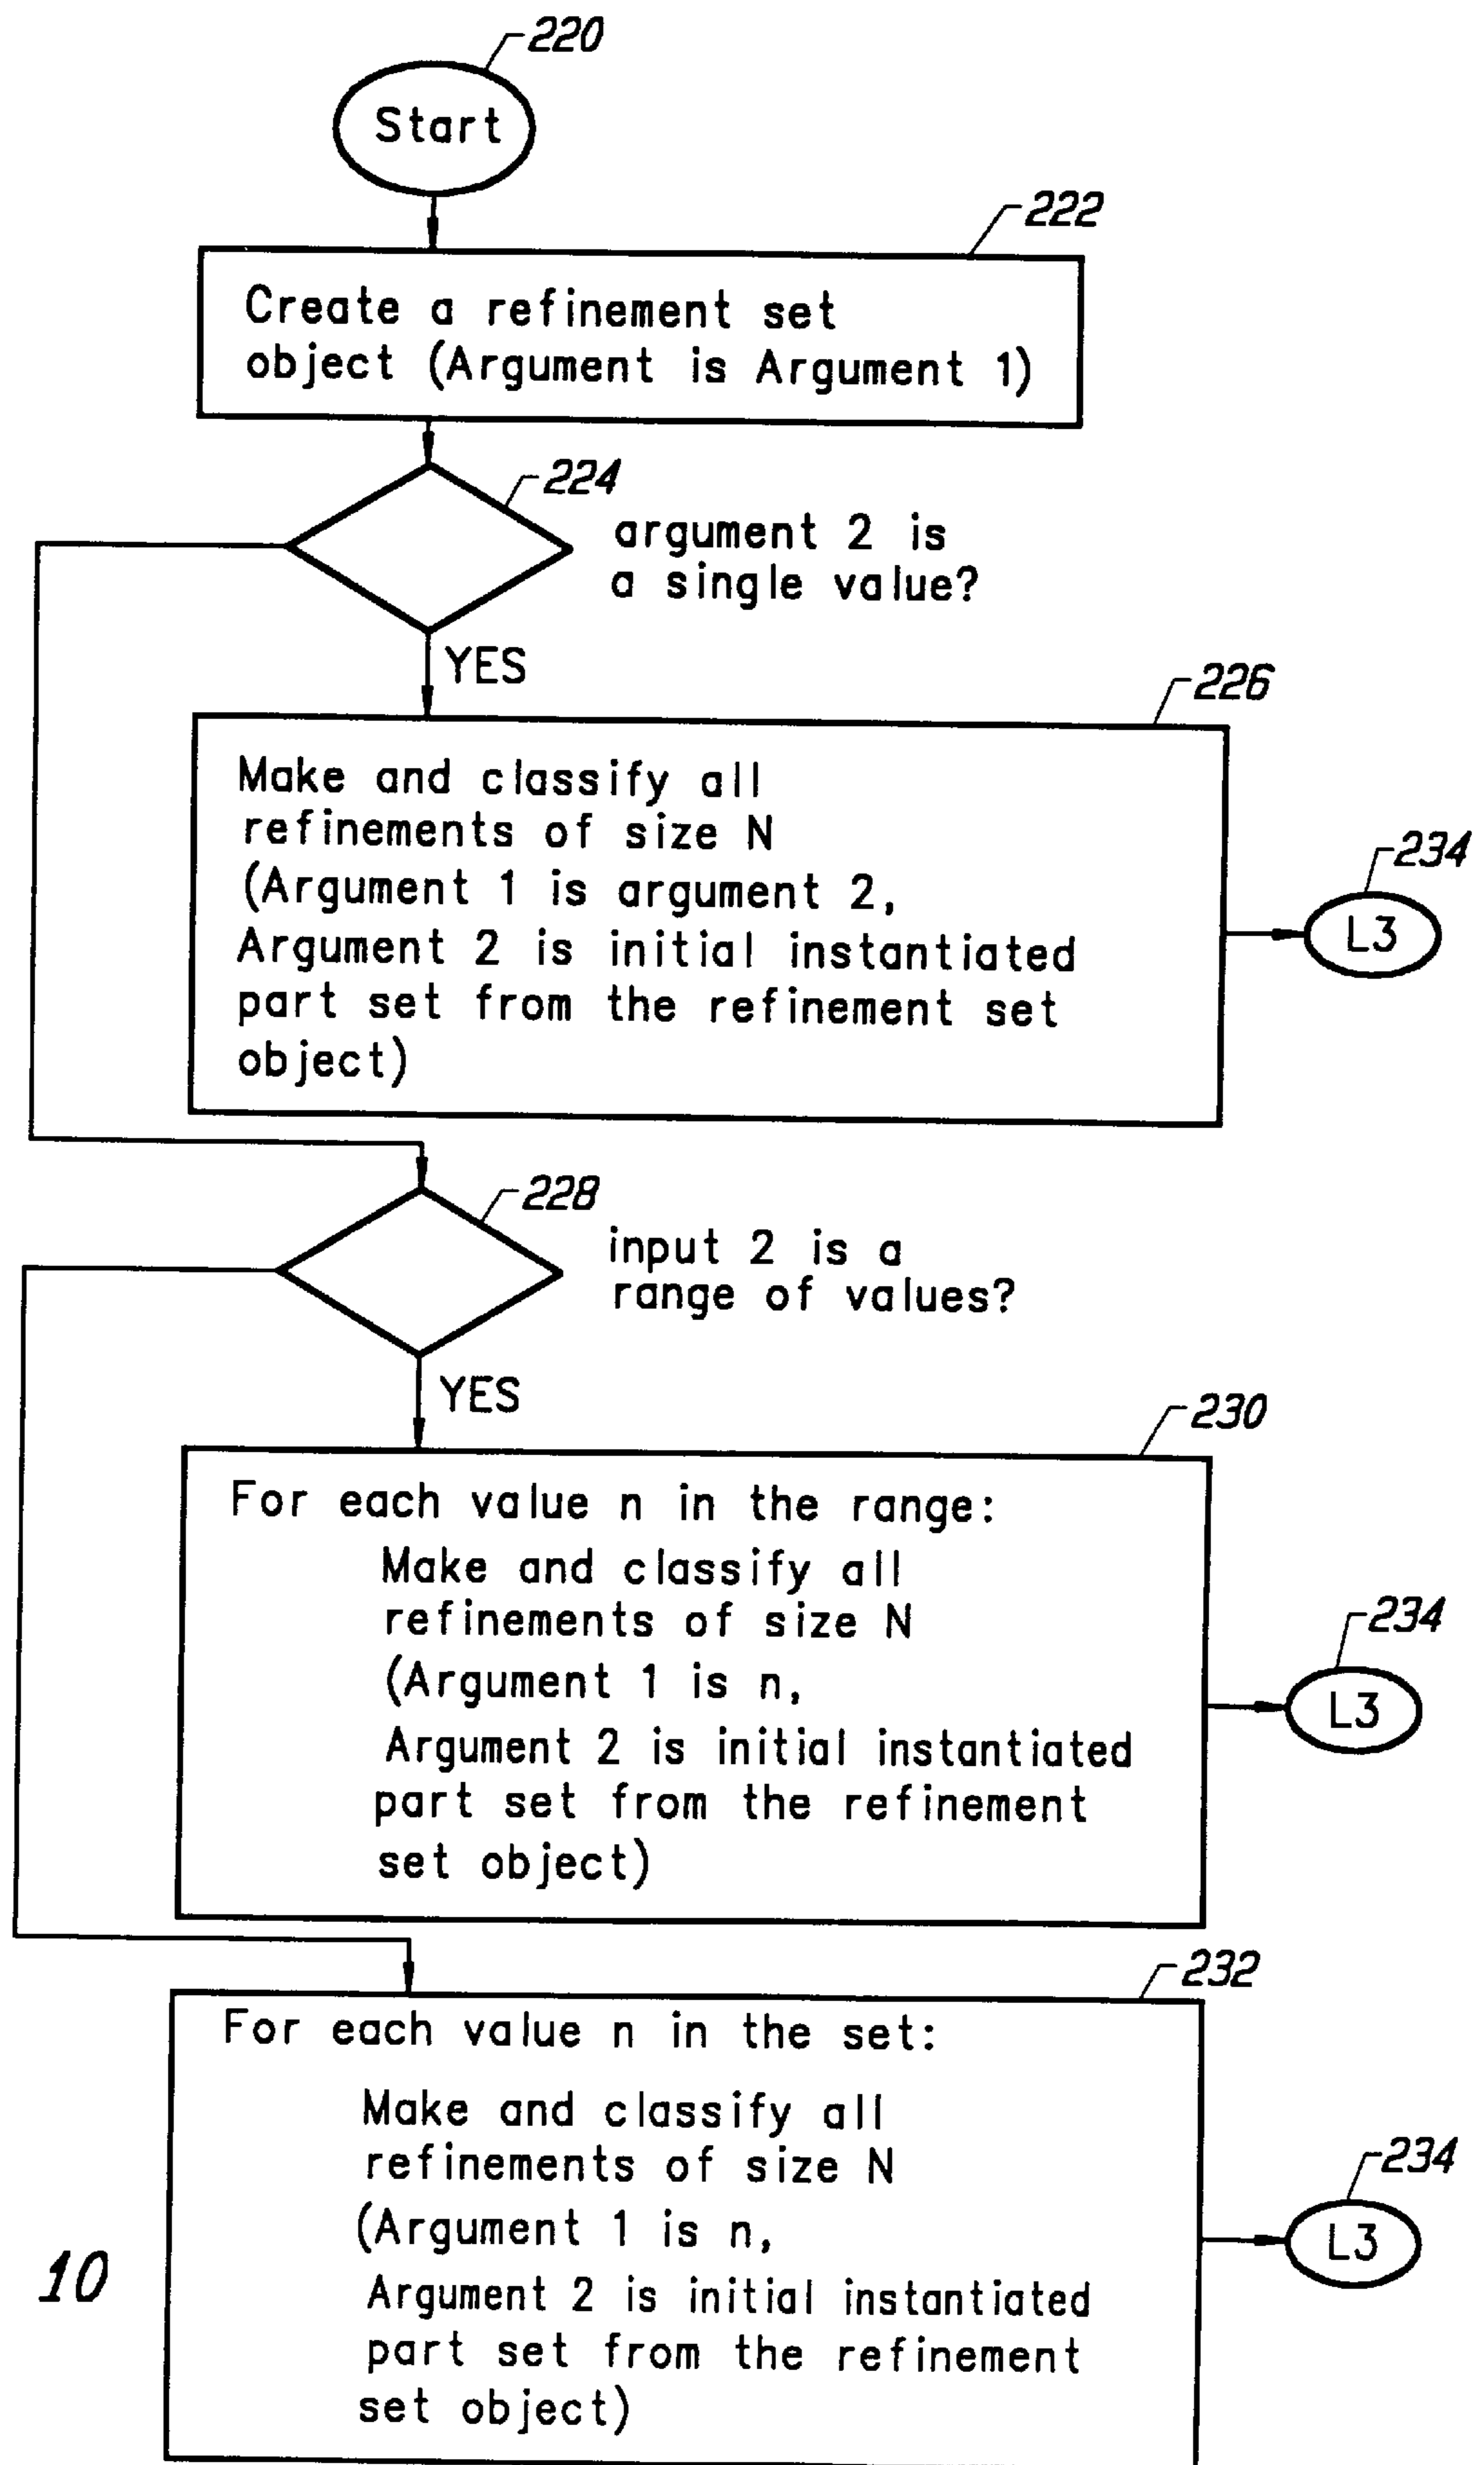 220
Start
222
Create a refinement set
object (Argument is Argument 1)
224
argument 2 is
a single value?
YES
226
Make and classify all
refinements of size N
(Argument 1 is argument 2,
Argument 2 is initial instantiated
part set from the refinement set
object)
234
L3
228
input 2 is a
range of values?
YES
230
For each value n in the range:
Make and classify all
refinements of size N
(Argument 1 is n,
Argument 2 is initial instantiated
part set from the refinement
set object)
234
L3
232
For each value n in the set:
Make and classify all
refinements of size N
(Argument 1 is n,
Argument 2 is initial instantiated
part set from the refinement
set object)
234
L3
10